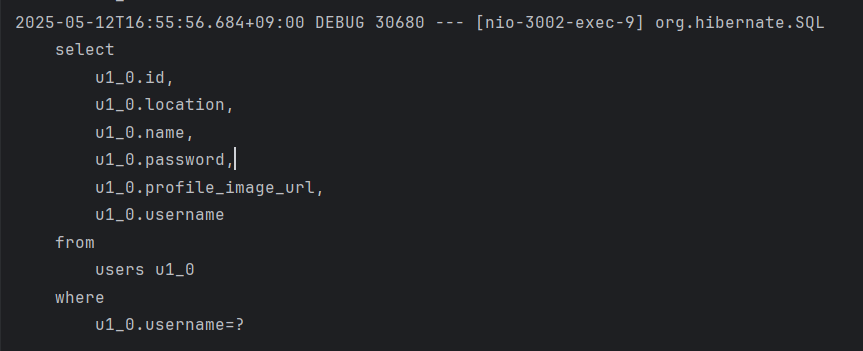 2025-05-12T16:55:56.684+09:00 DEBUG 30680 --- [nio-3002-exec-9] org.hibernate.SQL
select
u1_0.id,
u1_0.location,
u1_0.name,
u1_0.password,
u1_0.profile_image_url,
u1_0.username
from
users u1_0
where
u1_0.username=?